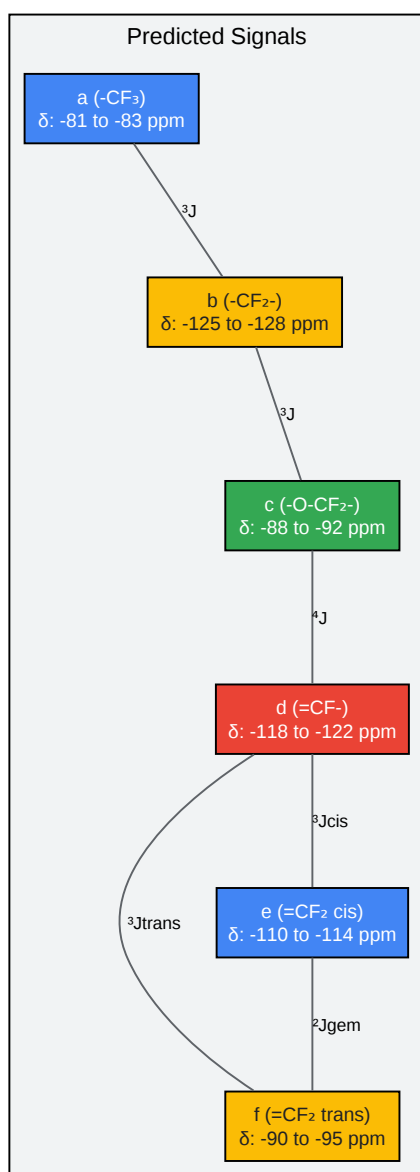 Predicted Signals
a (-CF₃)
δ: -81 to -83 ppm
³J
b (-CF₂-)
δ: -125 to -128 ppm
³J
c (-O-CF₂-)
δ: -88 to -92 ppm
⁴J
d (=CF-)
δ: -118 to -122 ppm
³Jcis
e (=CF₂ cis)
δ: -110 to -114 ppm
³Jtrans
²Jgem
f (=CF₂ trans)
δ: -90 to -95 ppm